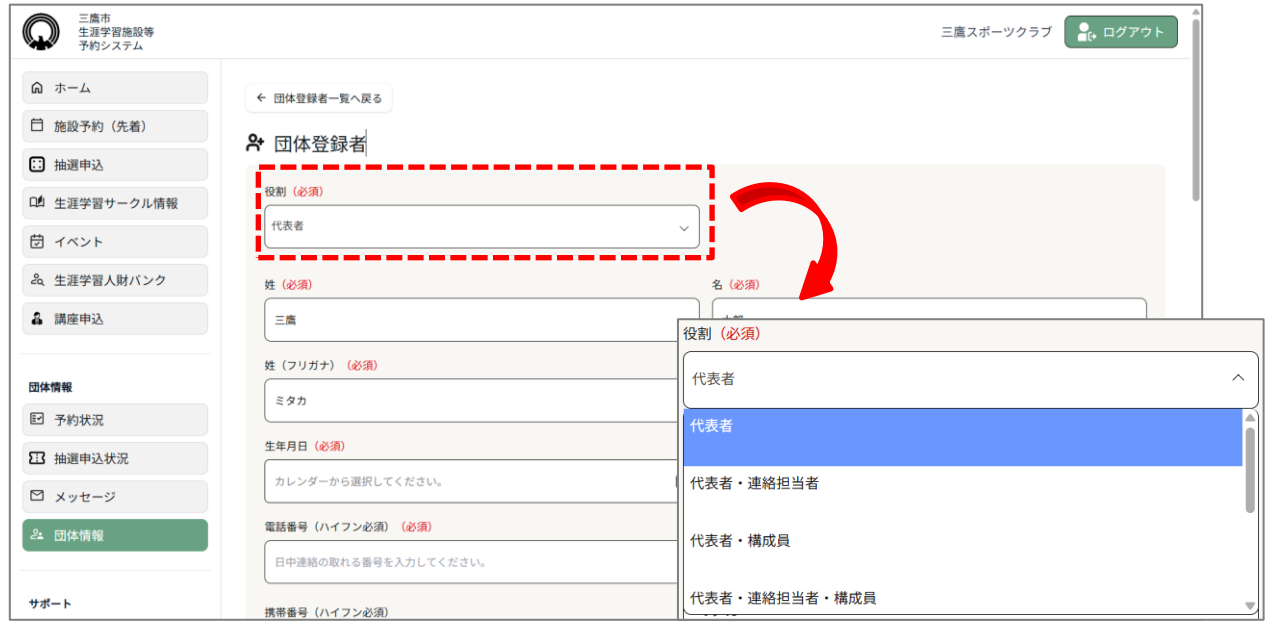 三鷹市
生涯学習施設等
予約システム
三鷹スポーツクラブ
ログアウト
ホーム
施設予約（先着）
抽選申込
生涯学習サークル情報
イベント
生涯学習人財バンク
講座申込
団体情報
予約状況
抽選申込状況
メッセージ
団体情報
サポート
← 団体登録者一覧へ戻る
団体登録者
役割（必須）
代表者
姓（必須）
三鷹
名（必須）
姓（フリガナ）（必須）
ミタカ
生年月日（必須）
カレンダーから選択してください。
電話番号（ハイフン必須）（必須）
日中連絡の取れる番号を入力してください。
携帯番号（ハイフン必須）
役割（必須）
代表者
代表者
代表者・連絡担当者
代表者・構成員
代表者・連絡担当者・構成員